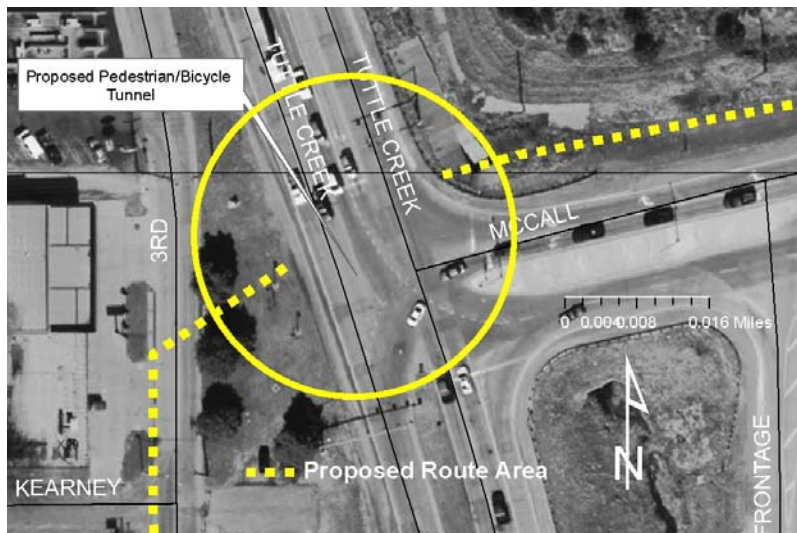 Proposed Pedestrian/Bicycle
Tunnel
TUTTLE CREEK
TUTTLE CREEK
3RD
MCCALL
0 0.004 0.008 0.016 Miles
Proposed Route Area
N
KEARNEY
FRONTAGE